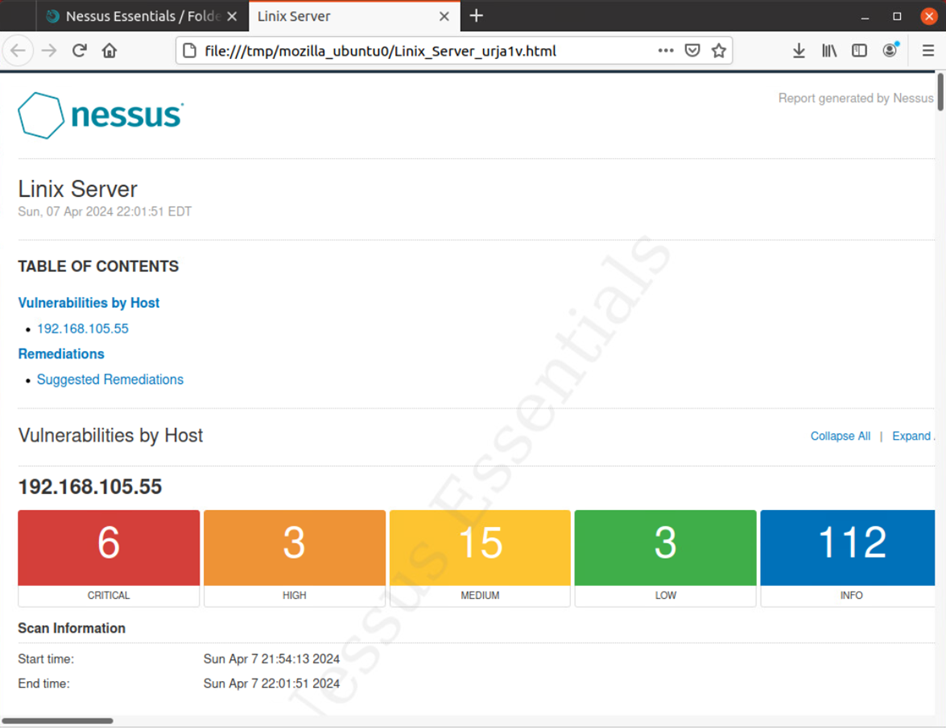 Nessus Essentials / Folde
Linix Server
file:///tmp/mozilla_ubuntu0/Linix_Server_urja1v.html
nessus
Report generated by Nessus
Linix Server
Sun, 07 Apr 2024 22:01:51 EDT
TABLE OF CONTENTS
Vulnerabilities by Host
• 192.168.105.55
Remediations
• Suggested Remediations
Vulnerabilities by Host
Collapse All | Expand
192.168.105.55
6 3 15 3 112
CRITICAL HIGH MEDIUM LOW INFO
Scan Information
Start time: Sun Apr 7 21:54:13 2024
End time: Sun Apr 7 22:01:51 2024
Nessus Essentials